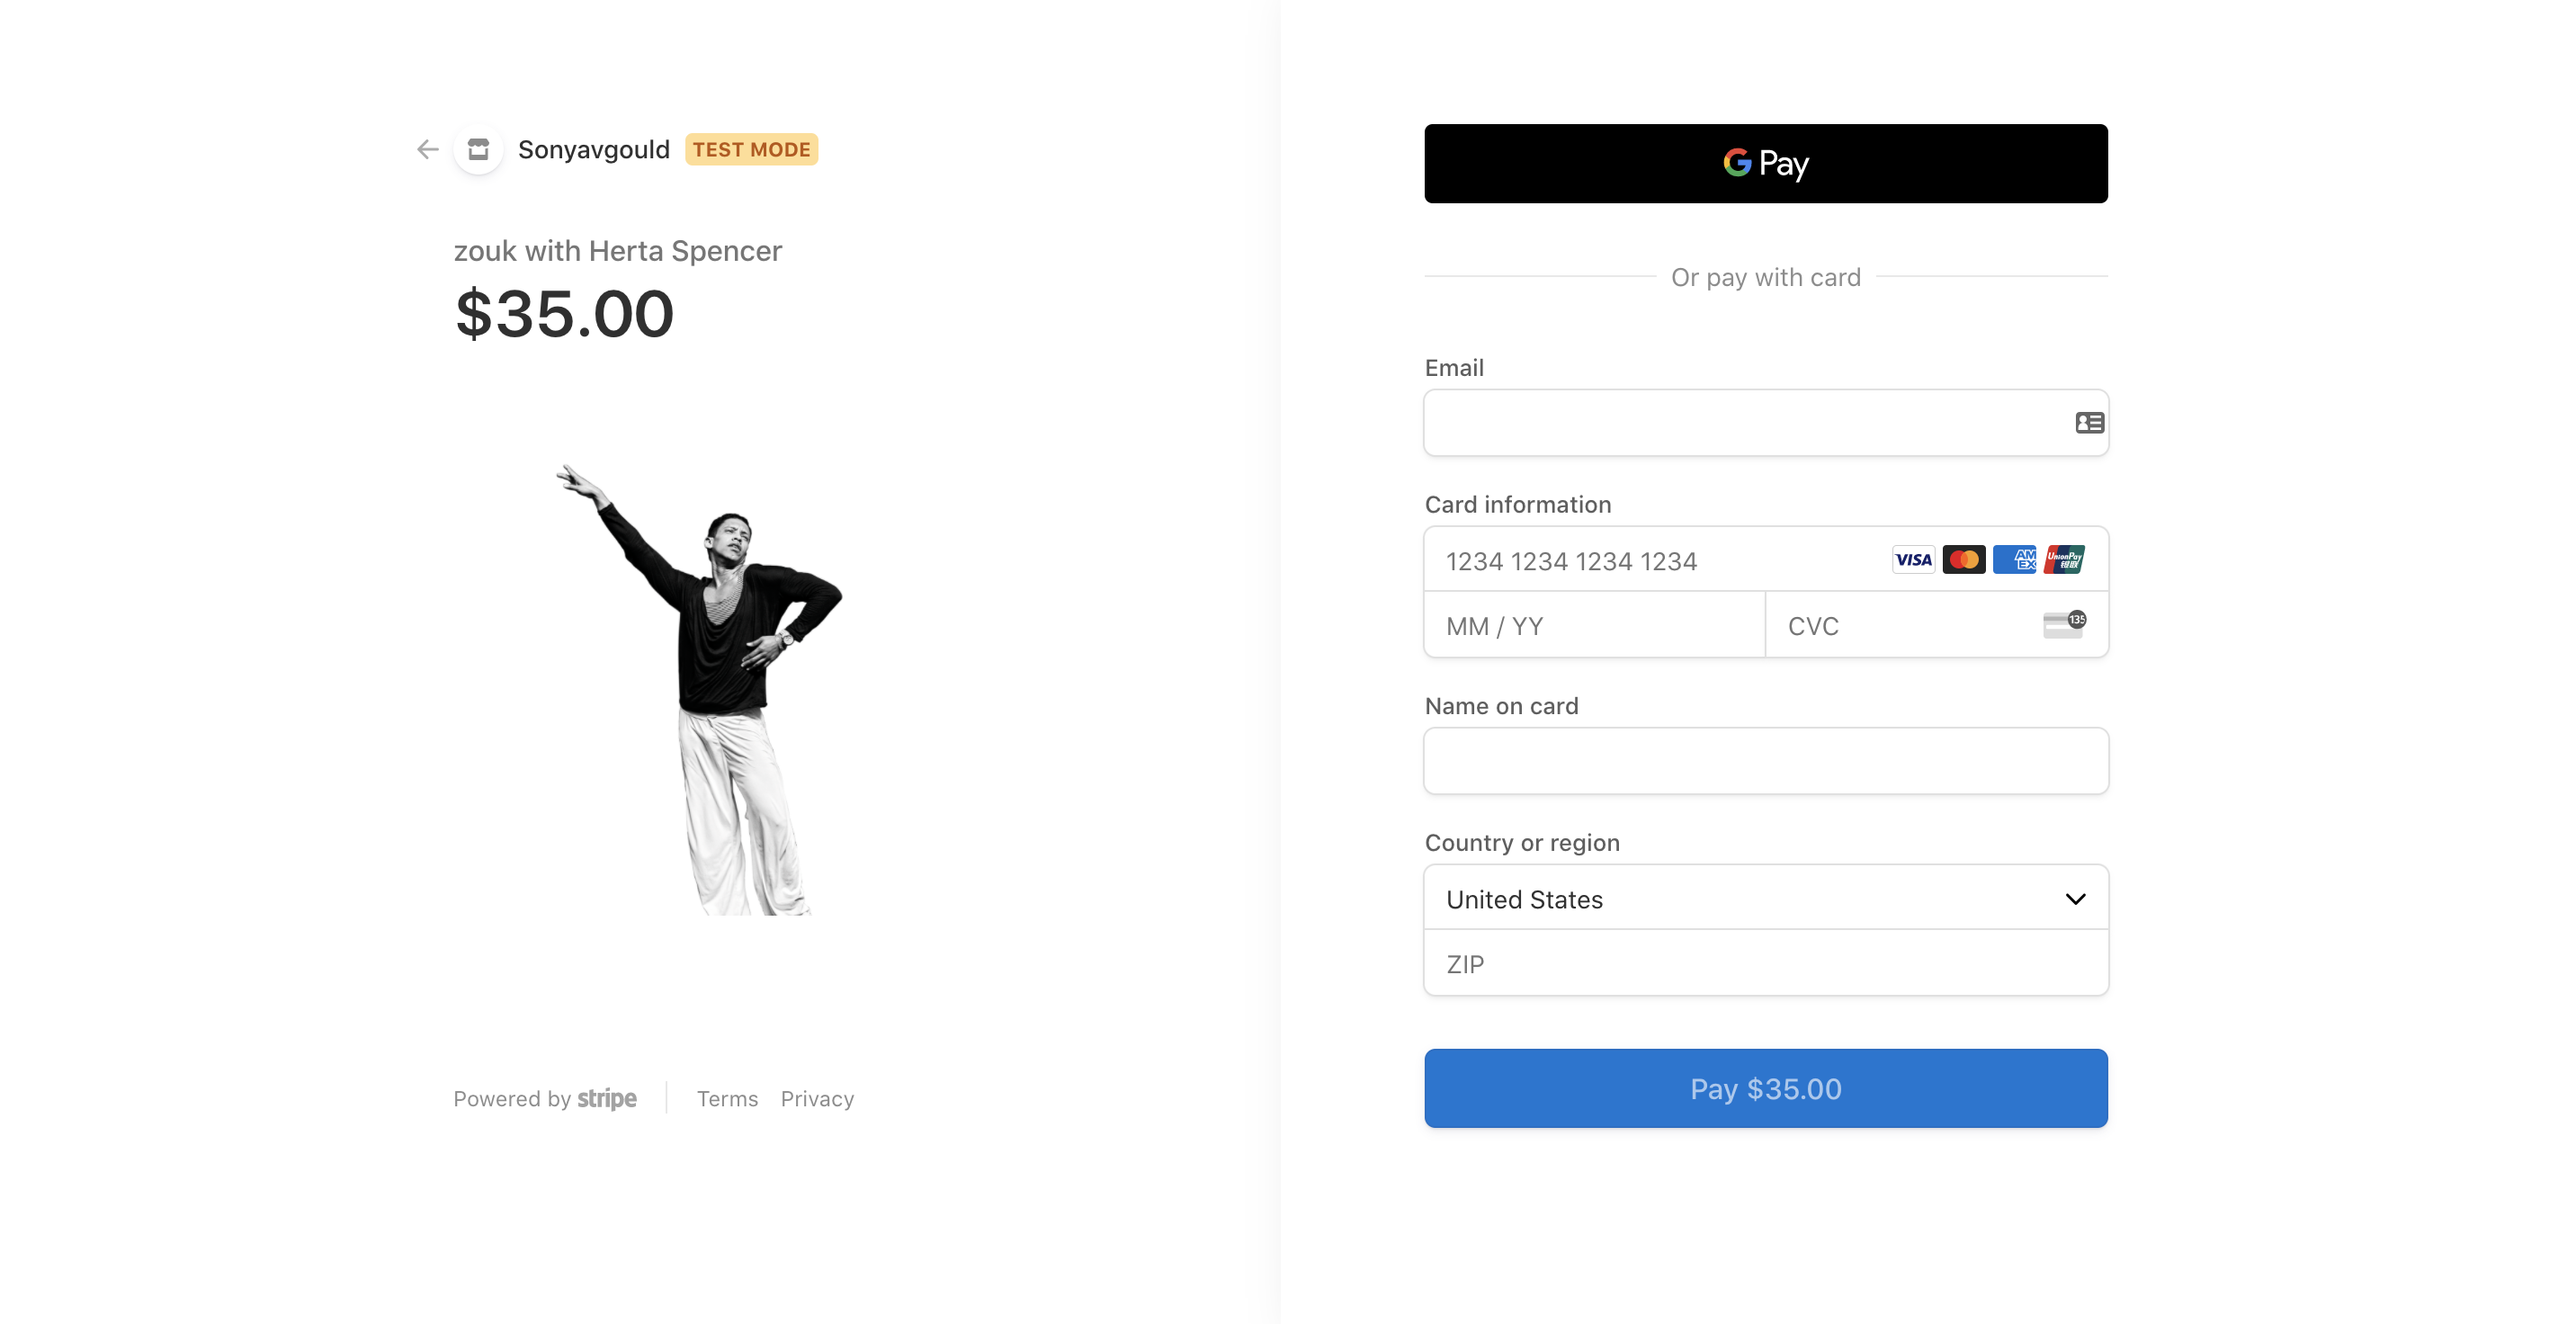 Sonyavgould TEST MODE
zouk with Herta Spencer
$35.00
Powered by stripe Terms Privacy
G Pay
Or pay with card
Email
Card information
1234 1234 1234 1234 VISA AMEX UnionPay 银联
MM / YY CVC 135
Name on card
Country or region
United States
ZIP
Pay $35.00